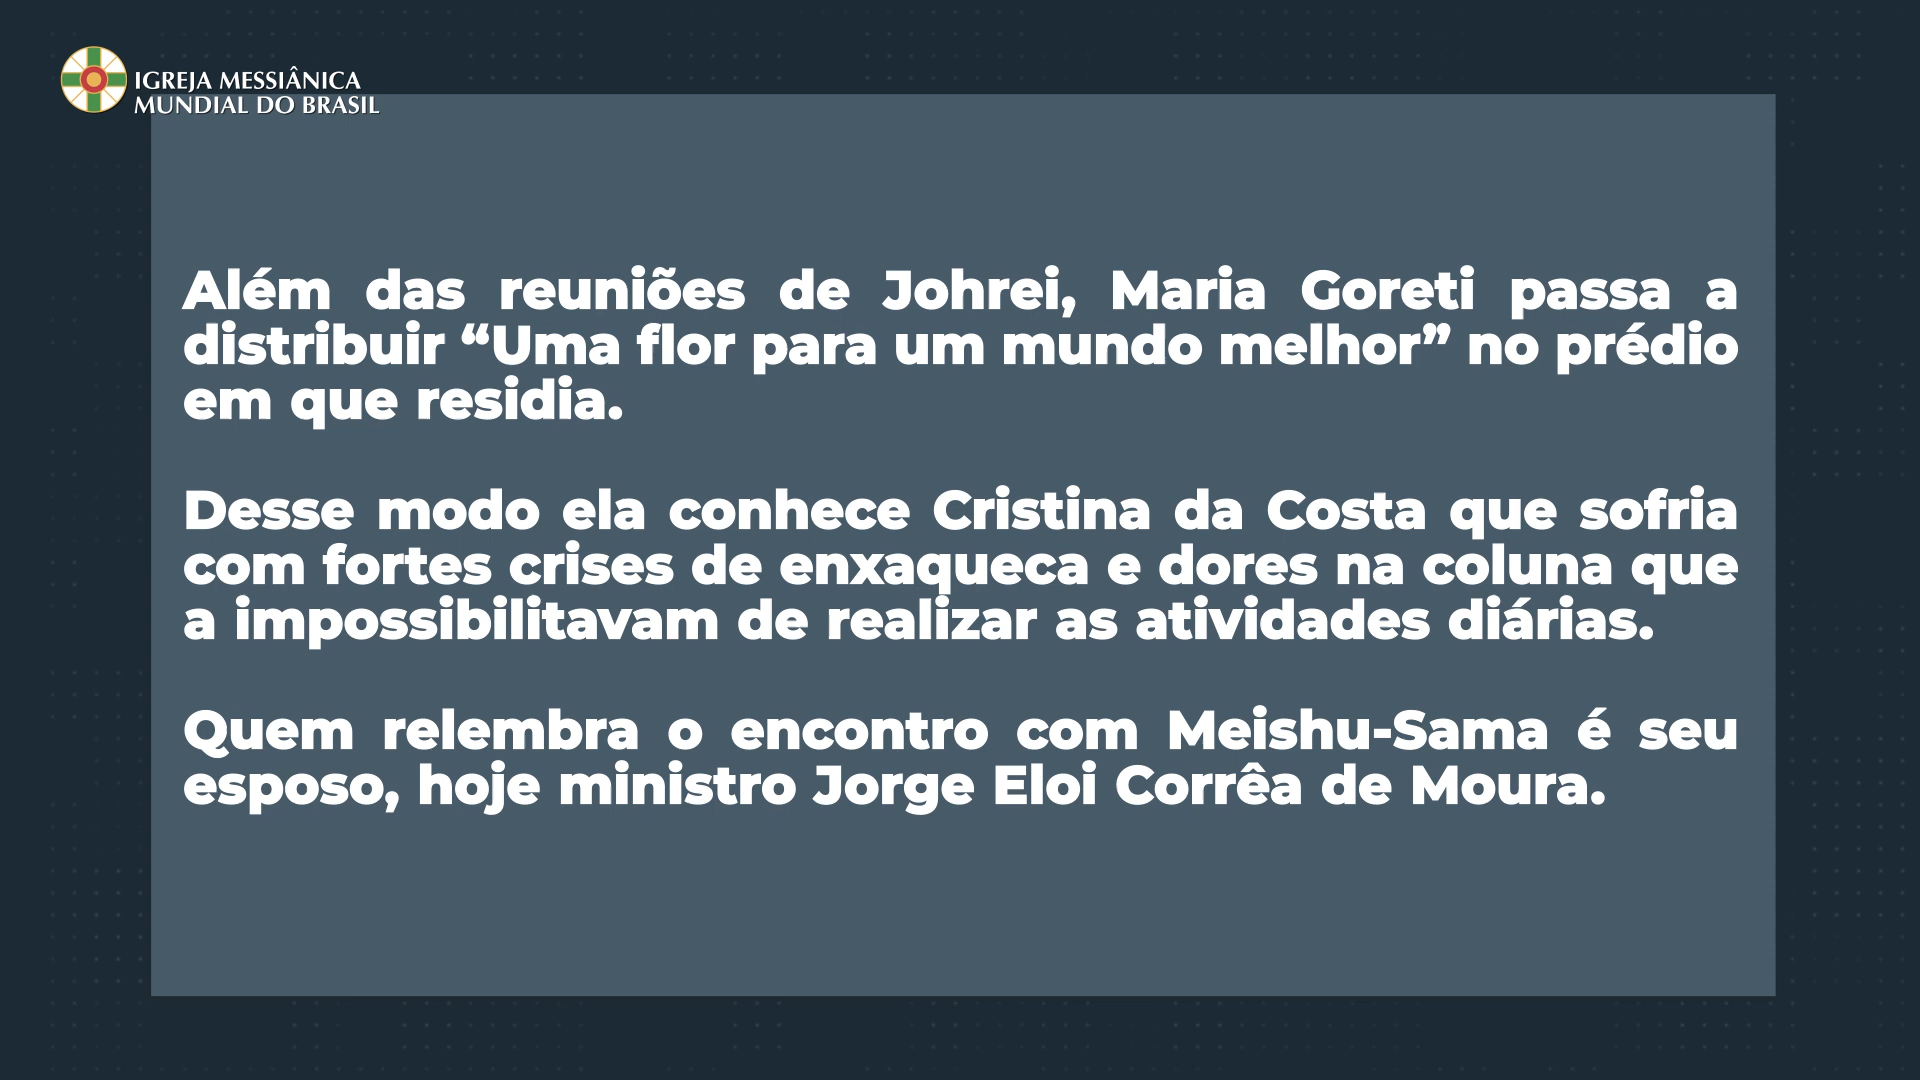 IGREJA MESSIÂNICA
MUNDIAL DO BRASIL
Além das reuniões de Johrei, Maria Goreti passa a
distribuir “Uma flor para um mundo melhor” no prédio
em que residia.
Desse modo ela conhece Cristina da Costa que sofria
com fortes crises de enxaqueca e dores na coluna que
a impossibilitavam de realizar as atividades diárias.
Quem relembra o encontro com Meishu-Sama é seu
esposo, hoje ministro Jorge Eloi Corrêa de Moura.